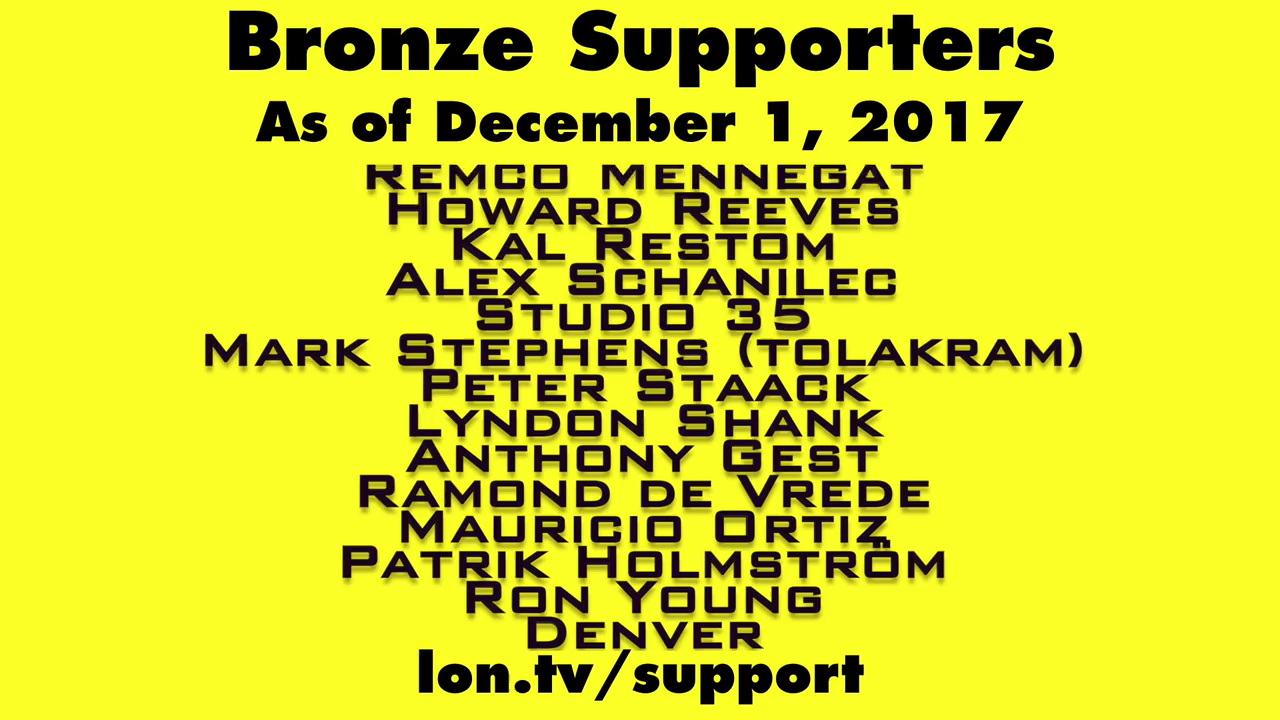 Bronze Supporters
As of December 1, 2017
REMCO MENNEGAT
HOWARD REEVES
KAL RESTOM
ALEX SCHANILEC
STUDIO 35
MARK STEPHENS (TOLAKRAM)
PETER STAACK
LYNDON SHANK
ANTHONY GEST
RAMOND DE VREDE
MAURICIO ORTIZ
PATRIK HOLMSTRÖM
RON YOUNG
DENVER
lon.tv/support